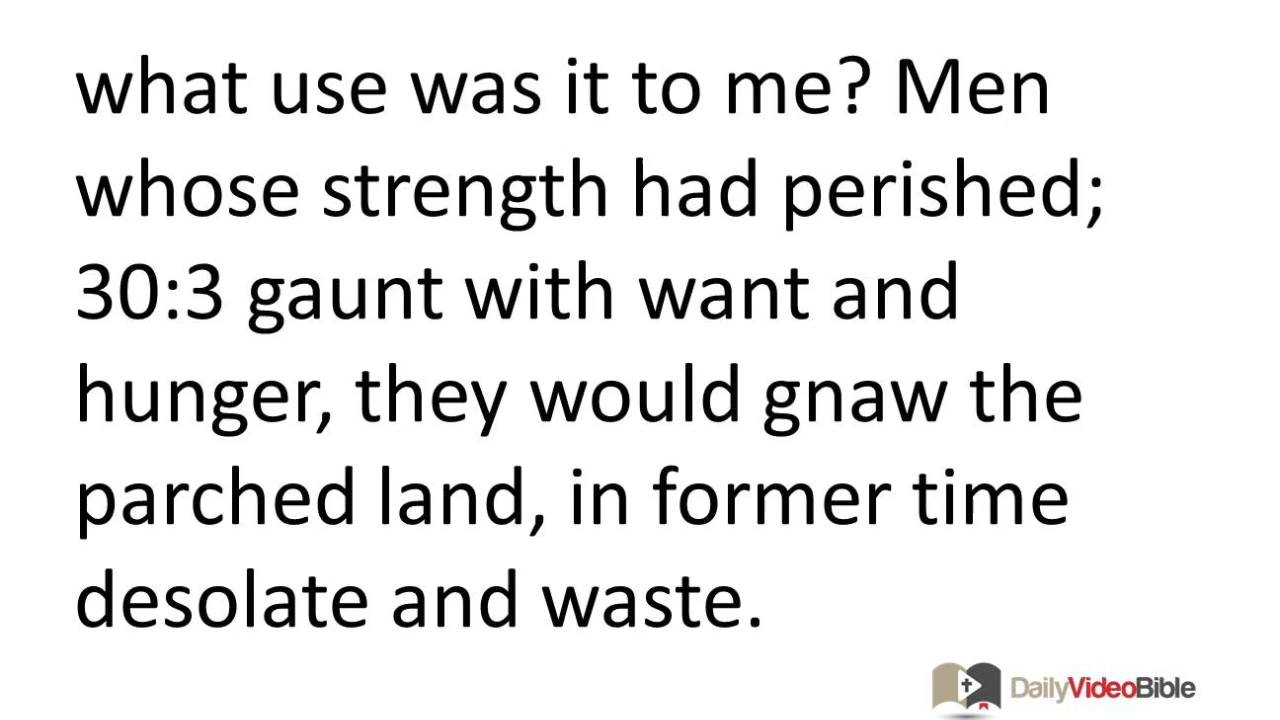 what use was it to me? Men
whose strength had perished;
30:3 gaunt with want and
hunger, they would gnaw the
parched land, in former time
desolate and waste.
DailyVideoBible